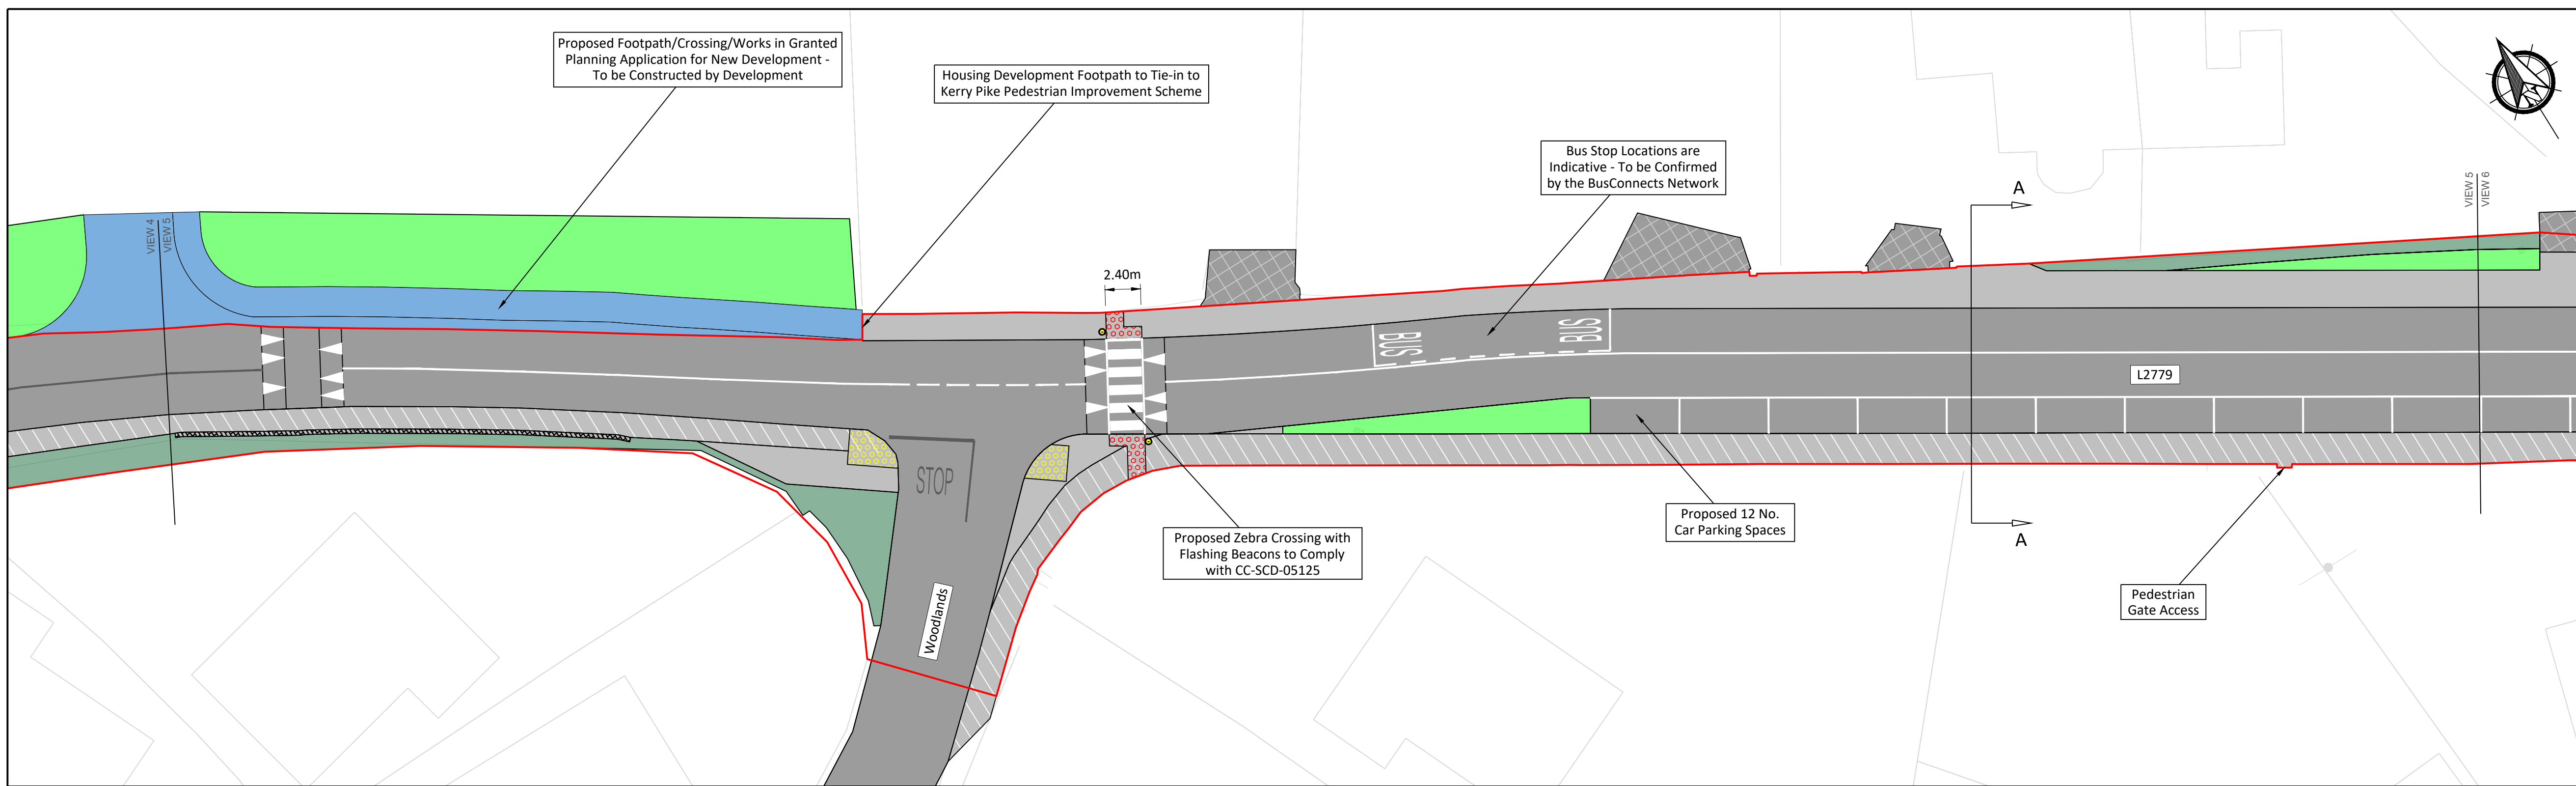 Proposed Footpath/Crossing/Works in Granted
Planning Application for New Development -
To be Constructed by Development
Housing Development Footpath to Tie-in to
Kerry Pike Pedestrian Improvement Scheme
Bus Stop Locations are
Indicative - To be Confirmed
by the BusConnects Network
A
VIEW 5
VIEW 6
VIEW 4
VIEW 5
2.40m
BUS
BUS
L2779
STOP
Proposed 12 No.
Car Parking Spaces
Proposed Zebra Crossing with
Flashing Beacons to Comply
with CC-SCD-05125
A
Woodlands
Pedestrian
Gate Access